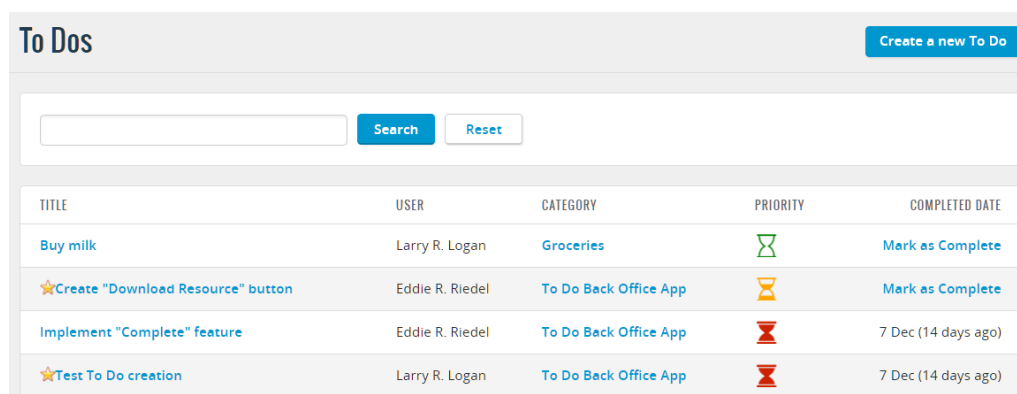 To Dos
Create a new To Do
Search Reset
TITLE USER CATEGORY PRIORITY COMPLETED DATE
Buy milk Larry R. Logan Groceries Mark as Complete
Create "Download Resource" button Eddie R. Riedel To Do Back Office App Mark as Complete
Implement "Complete" feature Eddie R. Riedel To Do Back Office App 7 Dec (14 days ago)
Test To Do creation Larry R. Logan To Do Back Office App 7 Dec (14 days ago)